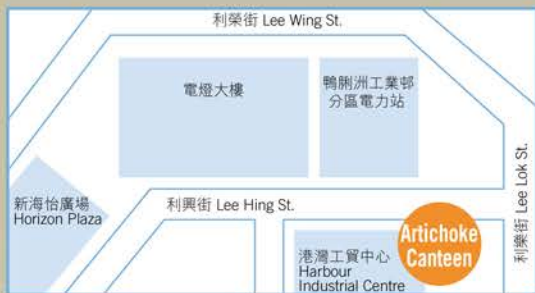 利榮街 Lee Wing St.
電燈大樓
鴨脷洲工業邨
分區電力站
新海怡廣場
Horizon Plaza
利興街 Lee Hing St.
港灣工貿中心
Harbour
Industrial Centre
Artichoke
Canteen
利樂街 Lee Lok St.